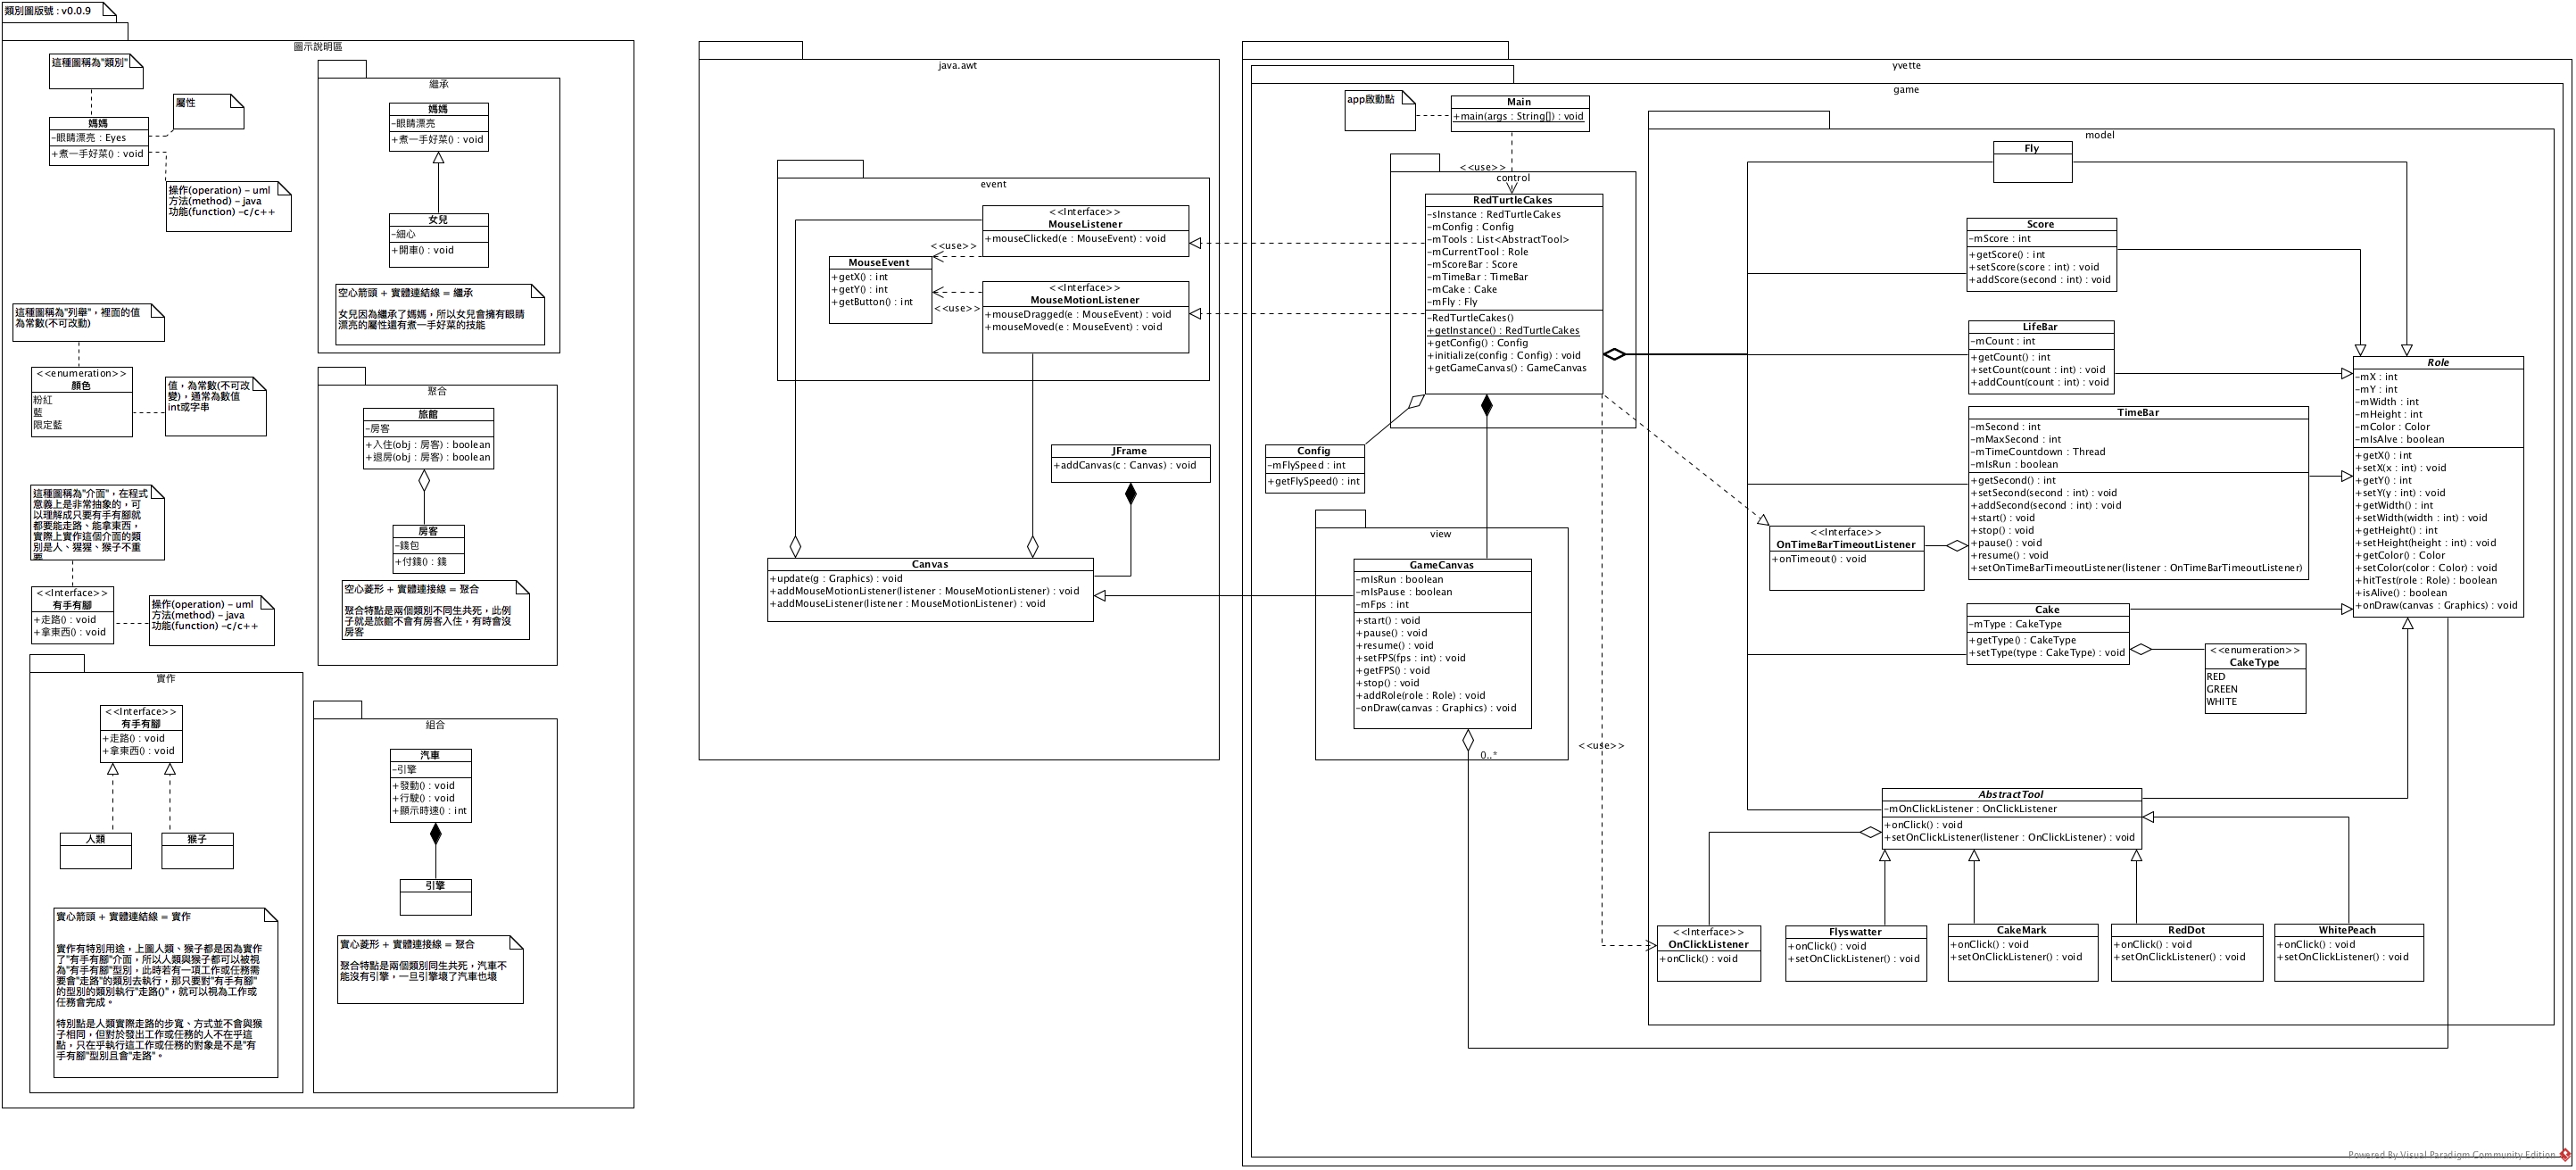 類別圖版號 : v0.0.9
圖示說明區
這種圖稱為"類別"
屬性
媽媽
-眼睛漂亮 : Eyes
+煮一手好菜() : void
操作(operation) - uml
方法(method) - java
功能(function) -c/c++
這種圖稱為"列舉"，裡面的值
為常數(不可改動)
<<enumeration>>
顏色
粉紅
藍
限定藍
值，為常數(不可改
變)，通常為數值
int或字串
這種圖稱為"介面"，在程式
意義上是非常抽象的，可
以理解成只要有手有腳就
都要能走路、能拿東西，
實際上實作這個介面的類
別是人、猩猩、猴子不重
要
<<Interface>>
有手有腳
+走路() : void
+拿東西() : void
操作(operation) - uml
方法(method) - java
功能(function) -c/c++
實作
<<Interface>>
有手有腳
+走路() : void
+拿東西() : void
人類
猴子
實心箭頭 + 實體連結線 = 實作
實作有特別用途，上圖人類、猴子都是因為實作
了"有手有腳"介面，所以人類與猴子都可以被視
為"有手有腳"型別，此時若有一項工作或任務需
要會"走路"的類別去執行，那只要對"有手有腳"
的型別的類別執行"走路()"，就可以視為工作或
任務會完成。
特別點是人類實際走路的步寬、方式並不會與猴
子相同，但對於發出工作或任務的人不在乎這
點，只在乎執行這工作或任務的對象是不是"有
手有腳"型別且會"走路"。
繼承
媽媽
-眼睛漂亮
+煮一手好菜() : void
女兒
-細心
+開車() : void
空心箭頭 + 實體連結線 = 繼承
女兒因為繼承了媽媽，所以女兒會擁有眼睛
漂亮的屬性還有煮一手好菜的技能
聚合
旅館
-房客
+入住(obj : 房客) : boolean
+退房(obj : 房客) : boolean
房客
-錢包
+付錢() : 錢
空心菱形 + 實體連接線 = 聚合
聚合特點是兩個類別不同生共死，此例
子就是旅館不會有房客入住，有時會沒
房客
組合
汽車
-引擎
+發動() : void
+行駛() : void
+顯示時速() : int
引擎
實心菱形 + 實體連接線 = 聚合
聚合特點是兩個類別同生共死，汽車不
能沒有引擎，一旦引擎壞了汽車也壞
java.awt
event
<<Interface>>
MouseListener
+mouseClicked(e : MouseEvent) : void
<<use>>
MouseEvent
+getX() : int
+getY() : int
+getButton() : int
<<Interface>>
MouseMotionListener
+mouseDragged(e : MouseEvent) : void
+mouseMoved(e : MouseEvent) : void
<<use>>
JFrame
+addCanvas(c : Canvas) : void
Canvas
+update(g : Graphics) : void
+addMouseMotionListener(listener : MouseMotionListener) : void
+addMouseListener(listener : MouseMotionListener) : void
yvette
game
app啟動點
Main
+main(args : String[]) : void
<<use>>
control
RedTurtleCakes
-sInstance : RedTurtleCakes
-mConfig : Config
-mTools : List<AbstractTool>
-mCurrentTool : Role
-mScoreBar : Score
-mTimeBar : TimeBar
-mCake : Cake
-mFly : Fly
-RedTurtleCakes()
+getInstance() : RedTurtleCakes
+getConfig() : Config
+initialize(config : Config) : void
+getGameCanvas() : GameCanvas
Config
-mFlySpeed : int
+getFlySpeed() : int
view
GameCanvas
-mIsRun : boolean
-mIsPause : boolean
-mFps : int
+start() : void
+pause() : void
+resume() : void
+setFPS(fps : int) : void
+getFPS() : void
+stop() : void
+addRole(role : Role) : void
-onDraw(canvas : Graphics) : void
0..*
<<use>>
model
Fly
Score
-mScore : int
+getScore() : int
+setScore(score : int) : void
+addScore(second : int) : void
LifeBar
-mCount : int
+getCount() : int
+setCount(count : int) : void
+addCount(count : int) : void
TimeBar
-mSecond : int
-mMaxSecond : int
-mTimeCountdown : Thread
-mIsRun : boolean
+getSecond() : int
+setSecond(second : int) : void
+addSecond(second : int) : void
+start() : void
+stop() : void
+pause() : void
+resume() : void
+setOnTimeBarTimeoutListener(listener : OnTimeBarTimeoutListener)
<<Interface>>
OnTimeBarTimeoutListener
+onTimeout() : void
Cake
-mType : CakeType
+getType() : CakeType
+setType(type : CakeType) : void
<<enumeration>>
CakeType
RED
GREEN
WHITE
Role
-mX : int
-mY : int
-mWidth : int
-mHeight : int
-mColor : Color
-mIsAlve : boolean
+getX() : int
+setX(x : int) : void
+getY() : int
+setY(y : int) : void
+getWidth() : int
+setWidth(width : int) : void
+getHeight() : int
+setHeight(height : int) : void
+getColor() : Color
+setColor(color : Color) : void
+hitTest(role : Role) : boolean
+isAlive() : boolean
+onDraw(canvas : Graphics) : void
AbstractTool
-mOnClickListener : OnClickListener
+onClick() : void
+setOnClickListener(listener : OnClickListener) : void
<<Interface>>
OnClickListener
+onClick() : void
Flyswatter
+onClick() : void
+setOnClickListener() : void
CakeMark
+onClick() : void
+setOnClickListener() : void
RedDot
+onClick() : void
+setOnClickListener() : void
WhitePeach
+onClick() : void
+setOnClickListener() : void
Powered By Visual Paradigm Community Edition